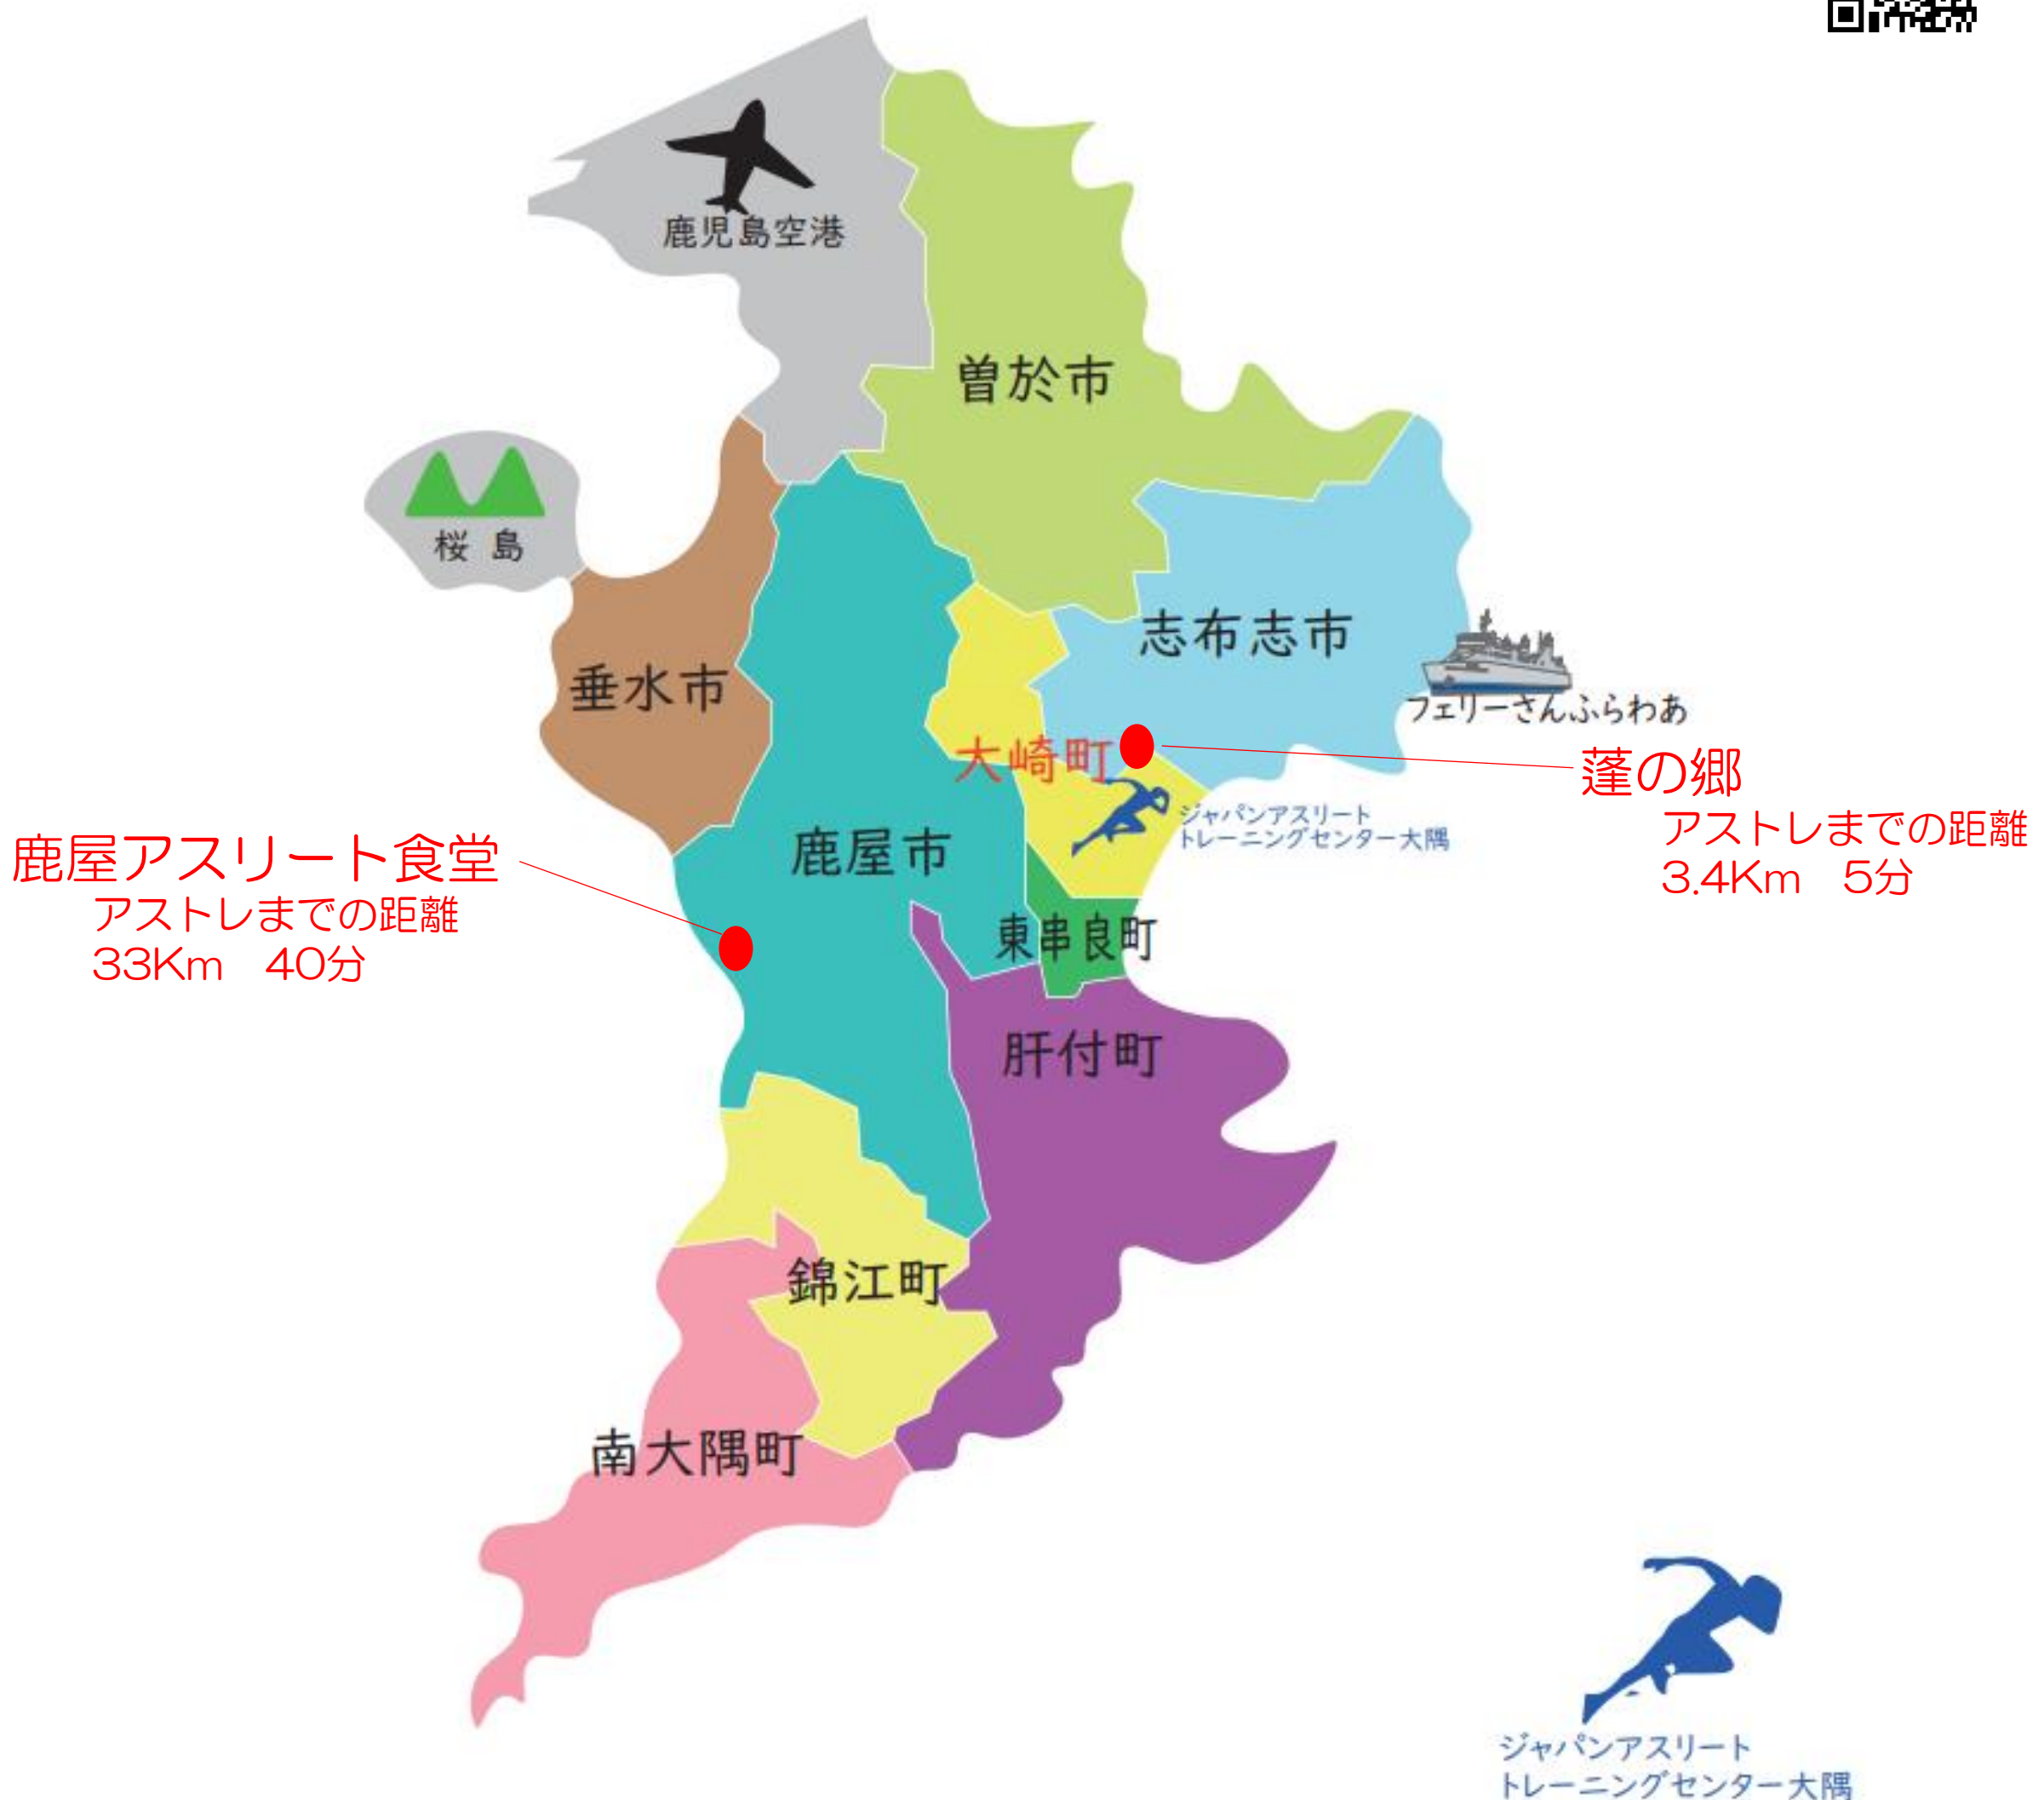 鹿児島空港
曽於市
桜島
志布志市
垂水市
フェリーさんふらわあ
大崎町
蓬の郷
アストレまでの距離
3.4Km 5分
ジャパンアスリート
トレーニングセンター大隅
鹿屋市
鹿屋アスリート食堂
アストレまでの距離
33Km 40分
東串良町
肝付町
錦江町
南大隅町
ジャパンアスリート
トレーニングセンター大隅